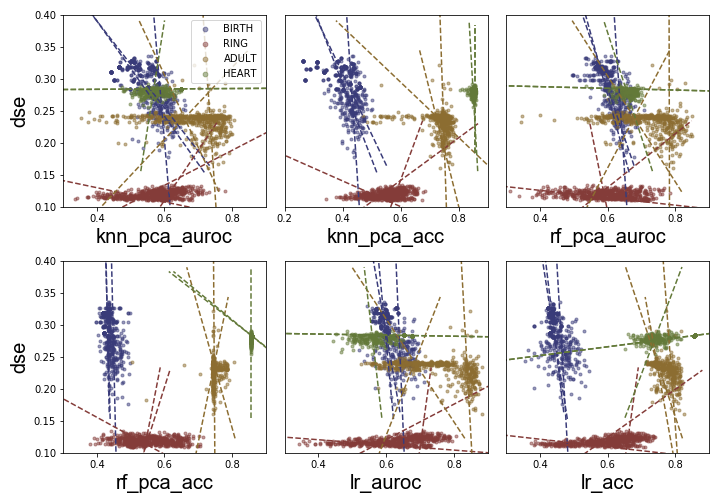 0.40
0.35
0.30
0.25
0.20
0.15
0.10
dse
BIRTH
RING
ADULT
HEART
0.4 0.6 0.8
knn_pca_auroc
0.2 0.4 0.6 0.8
knn_pca_acc
0.4 0.6 0.8
rf_pca_auroc
0.40
0.35
0.30
0.25
0.20
0.15
0.10
dse
0.4 0.6 0.8
rf_pca_acc
0.4 0.6 0.8
lr_auroc
0.4 0.6 0.8
lr_acc